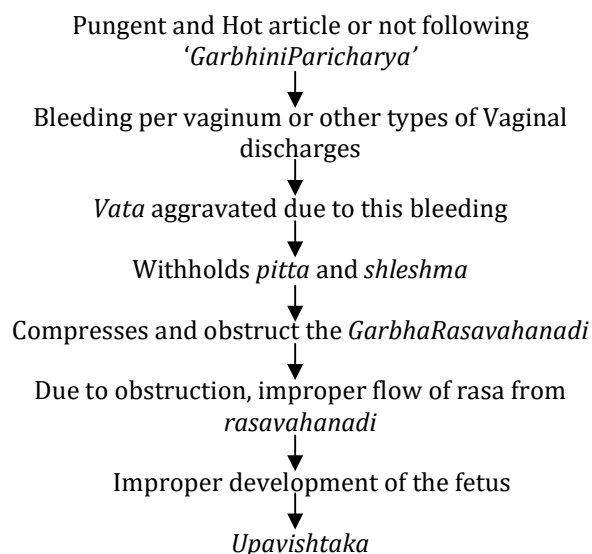 Pungent and Hot article or not following
‘GarbhiniParicharya’
Bleeding per vaginum or other types of Vaginal
discharges
Vata aggravated due to this bleeding
Withholds pitta and shleshma
Compresses and obstruct the GarbhaRasavahanadi
Due to obstruction, improper flow of rasa from
rasavahanadi
Improper development of the fetus
Upavishtaka